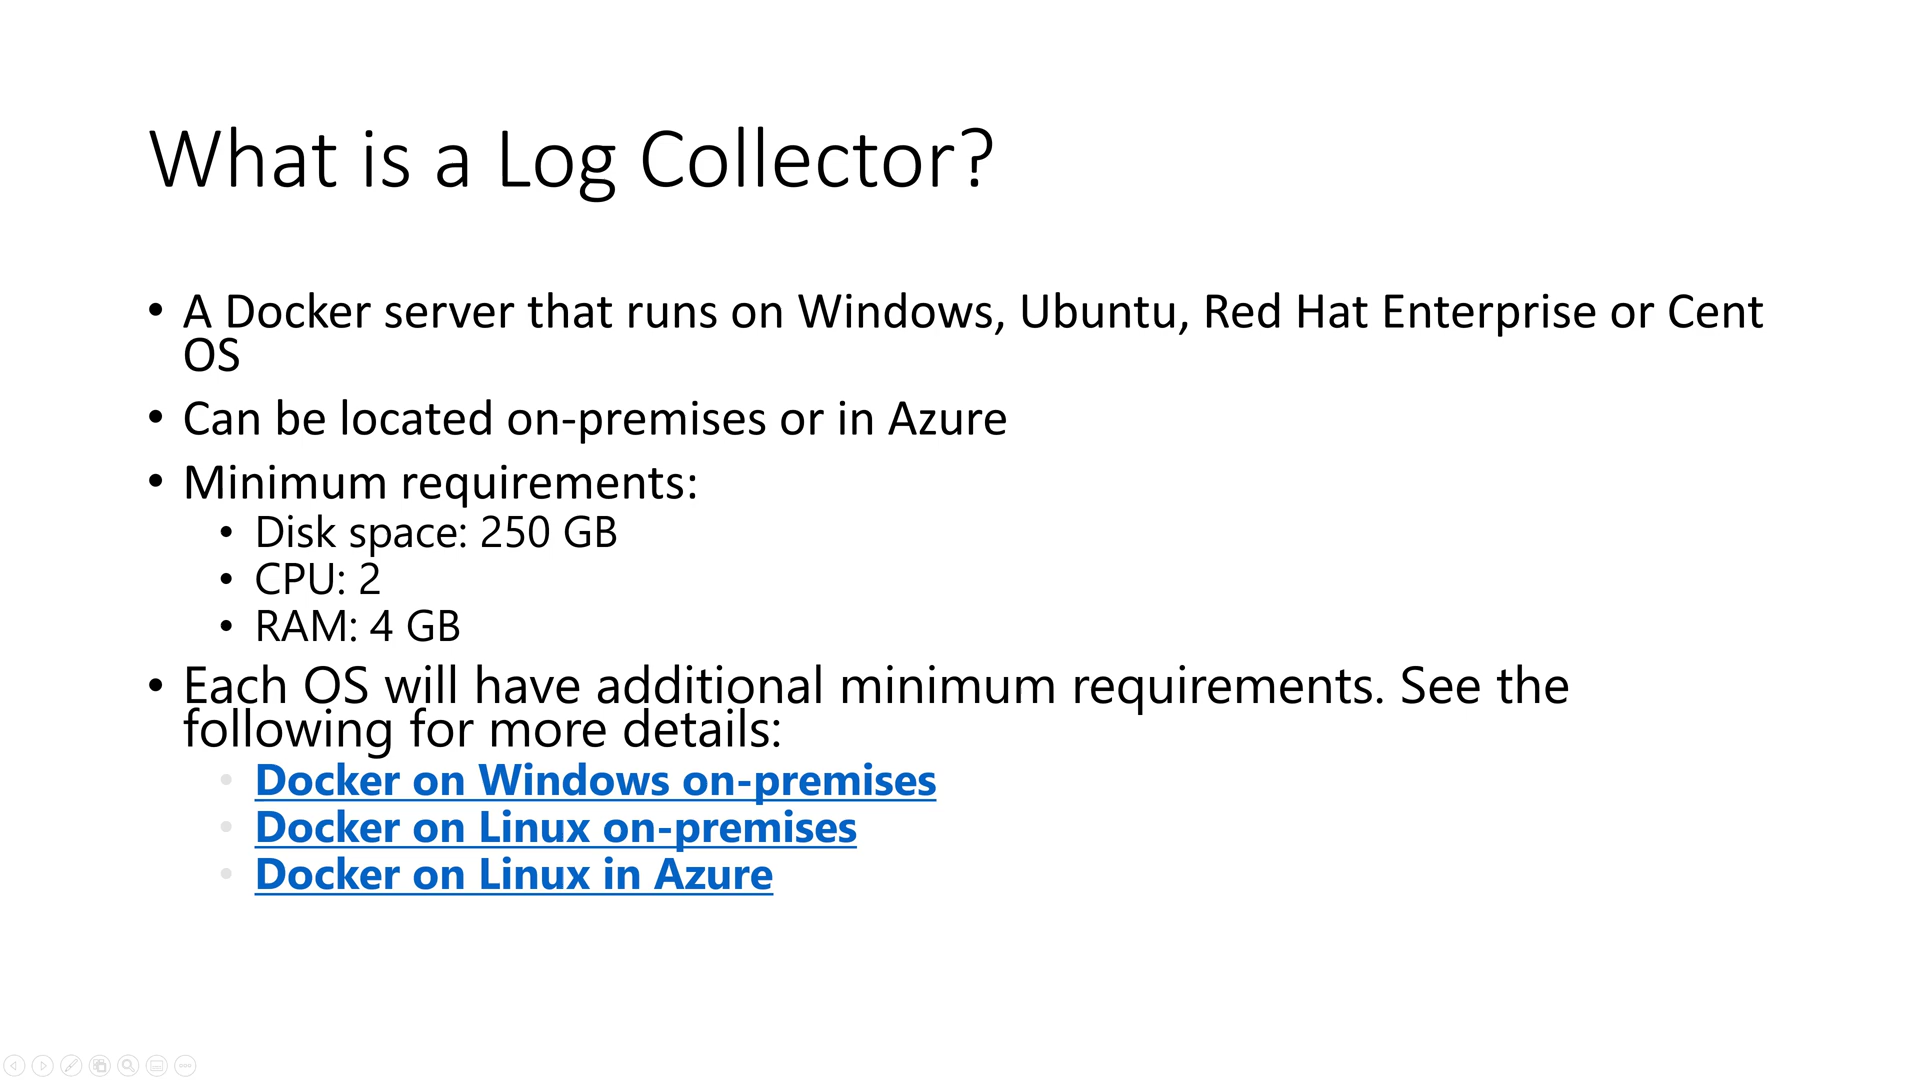 What is a Log Collector?
• A Docker server that runs on Windows, Ubuntu, Red Hat Enterprise or Cent
OS
• Can be located on-premises or in Azure
• Minimum requirements:
• Disk space: 250 GB
• CPU: 2
• RAM: 4 GB
• Each OS will have additional minimum requirements. See the
following for more details:
• Docker on Windows on-premises
• Docker on Linux on-premises
• Docker on Linux in Azure